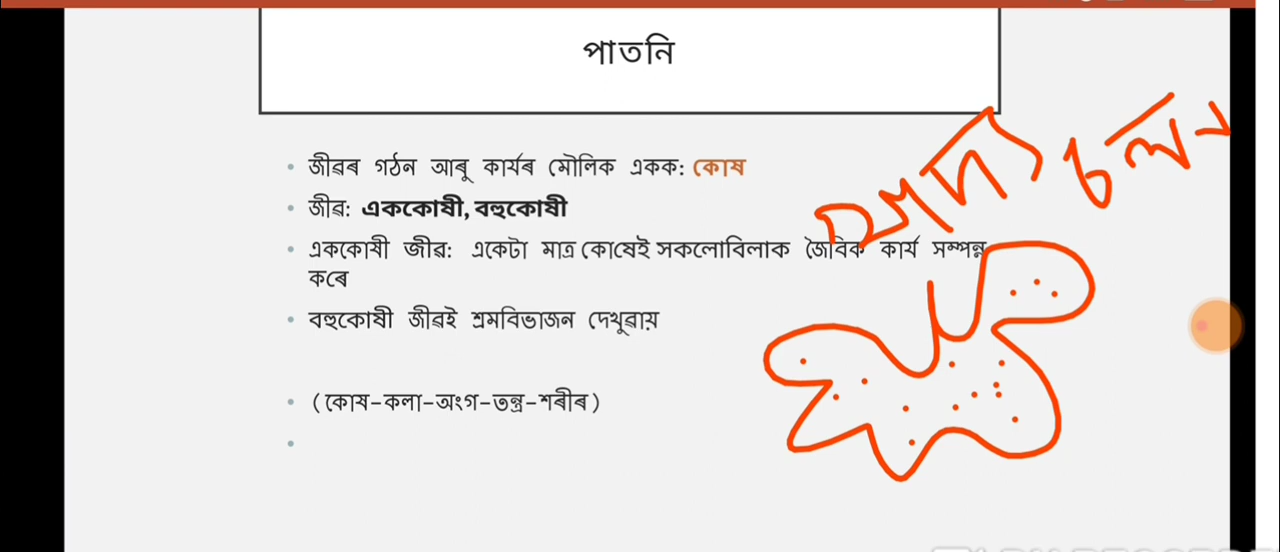 পাতনি
• জীৱৰ গঠন আৰু কাৰ্যৰ মৌলিক একক: কোষ
• জীৱ: এককোষী, বহুকোষী
• এককোষী জীৱ: একেটা মাত্ৰ কোষেই সকলোবিলাক জৈবিক কাৰ্য সম্পন্ন
কৰে
• বহুকোষী জীৱই শ্ৰমবিভাজন দেখুৱায়
• (কোষ-কলা-অংগ-তন্ত্ৰ-শৰীৰ)
•
চলন